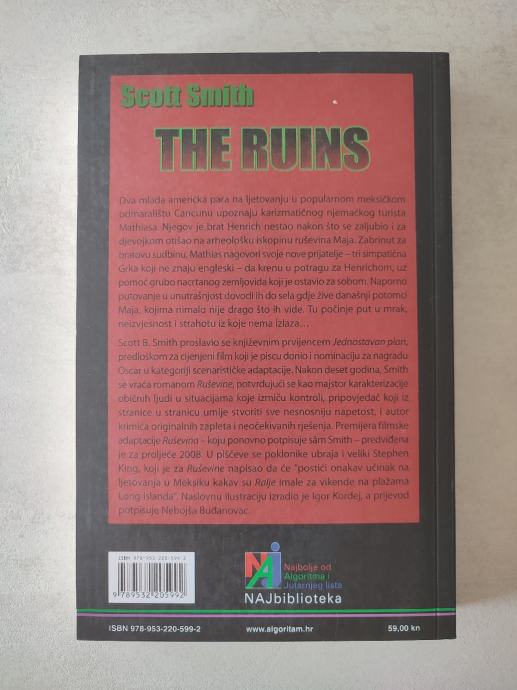 Scott Smith
THE RUINS
Dva mlada američka para na ljetovanju u popularnom meksičkom
odmaralištu Cancunu upoznaju karizmatičnog njemačkog turista
Mathiasa. Njegov je brat Henrich nestao nakon što se zaljubio i za
djevojkom otišao na arheološku iskopinu ruševina Maja. Zabrinut za
bratovu sudbinu, Mathias nagovori svoje nove prijatelje – tri simpatična
Grka koji ne znaju engleski – da krenu u potragu za Henrichom, uz
pomoć grubo nacrtanog zemljovida koji je ostavio za sobom. Naporno
putovanje u unutrašnjost dovodi ih do sela gdje žive današnji potomci
Maja, kojima nimalo nije drago što ih vide. Tu počinje put u mrak,
neizvjesnost i strahotu iz koje nema izlaza...
Scott B. Smith proslavio se književnim prvijencem Jednostavan plan,
predloškom za cijenjeni film koji je piscu donio i nominaciju za nagradu
Oscar u kategoriji scenarističke adaptacije. Nakon deset godina, Smith
se vraća romanom Ruševine, potvrđujući se kao majstor karakterizacije
običnih ljudi u situacijama koje izmiču kontroli, pripovjedač koji iz
stranice u stranicu umije stvoriti sve nesnosniju napetost, i autor
krimića originalnih zapleta i neočekivanih rješenja. Premijera filmske
adaptacije Ruševina – koju ponovno potpisuje sâm Smith – predviđena
je za proljeće 2008. U piščeve se poklonike ubraja i veliki Stephen
King, koji je za Ruševine napisao da će "postići onakav učinak na
ljetovanja u Meksiku kakav su Ralje imale za vikende na plažama
Long Islanda". Naslovnu ilustraciju izradio je Igor Kordej, a prijevod
potpisuje Nebojša Buđanovac.
ISBN 978-953-220-599-2
9 789532 205992
NAJ
Najbolje od
Algoritma i
Jutarnjeg lista
NAJbiblioteka
ISBN 978-953-220-599-2
www.algoritam.hr
59,00 kn